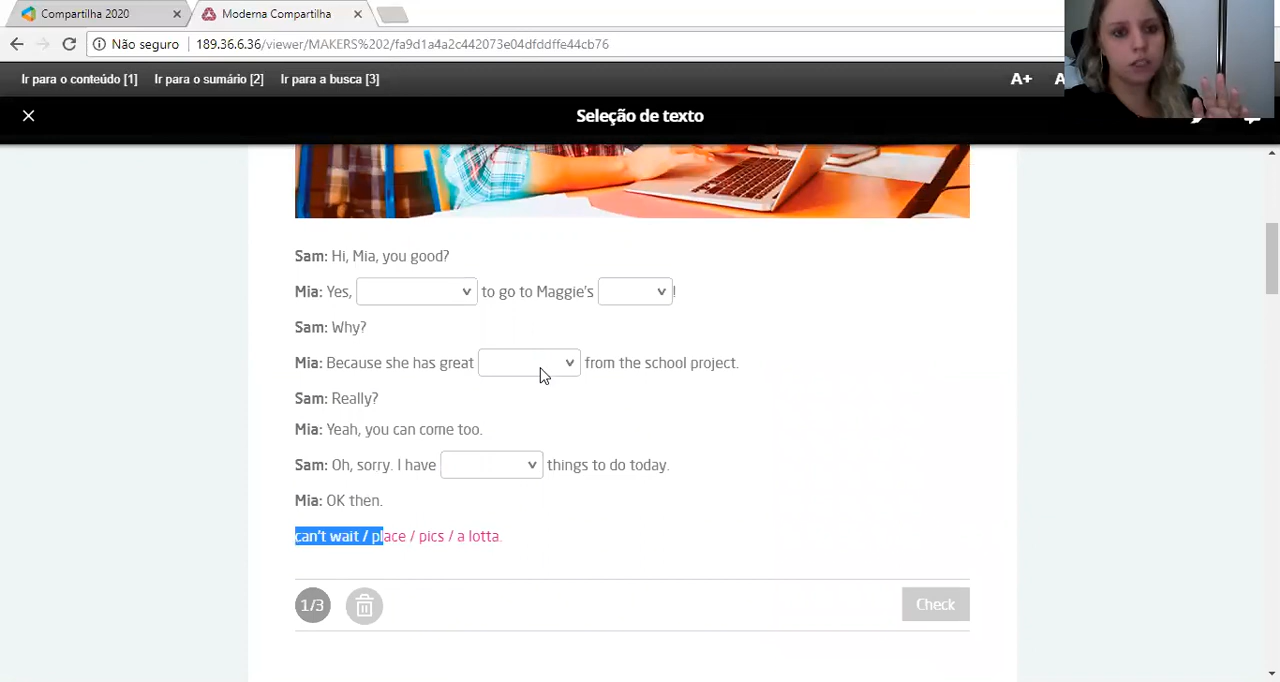 Compartilha 2020
Moderna Compartilha
Não seguro
189.36.6.36/viewer/MAKERS%202/fa9d1a4a2c442073e04dfddffe44cb76
Ir para o conteúdo [1] Ir para o sumário [2] Ir para a busca [3]
A+
Seleção de texto
Sam: Hi, Mia, you good?
Mia: Yes, to go to Maggie's !
Sam: Why?
Mia: Because she has great from the school project.
Sam: Really?
Mia: Yeah, you can come too.
Sam: Oh, sorry. I have things to do today.
Mia: OK then.
can't wait / place / pics / a lotta.
1/3
Check